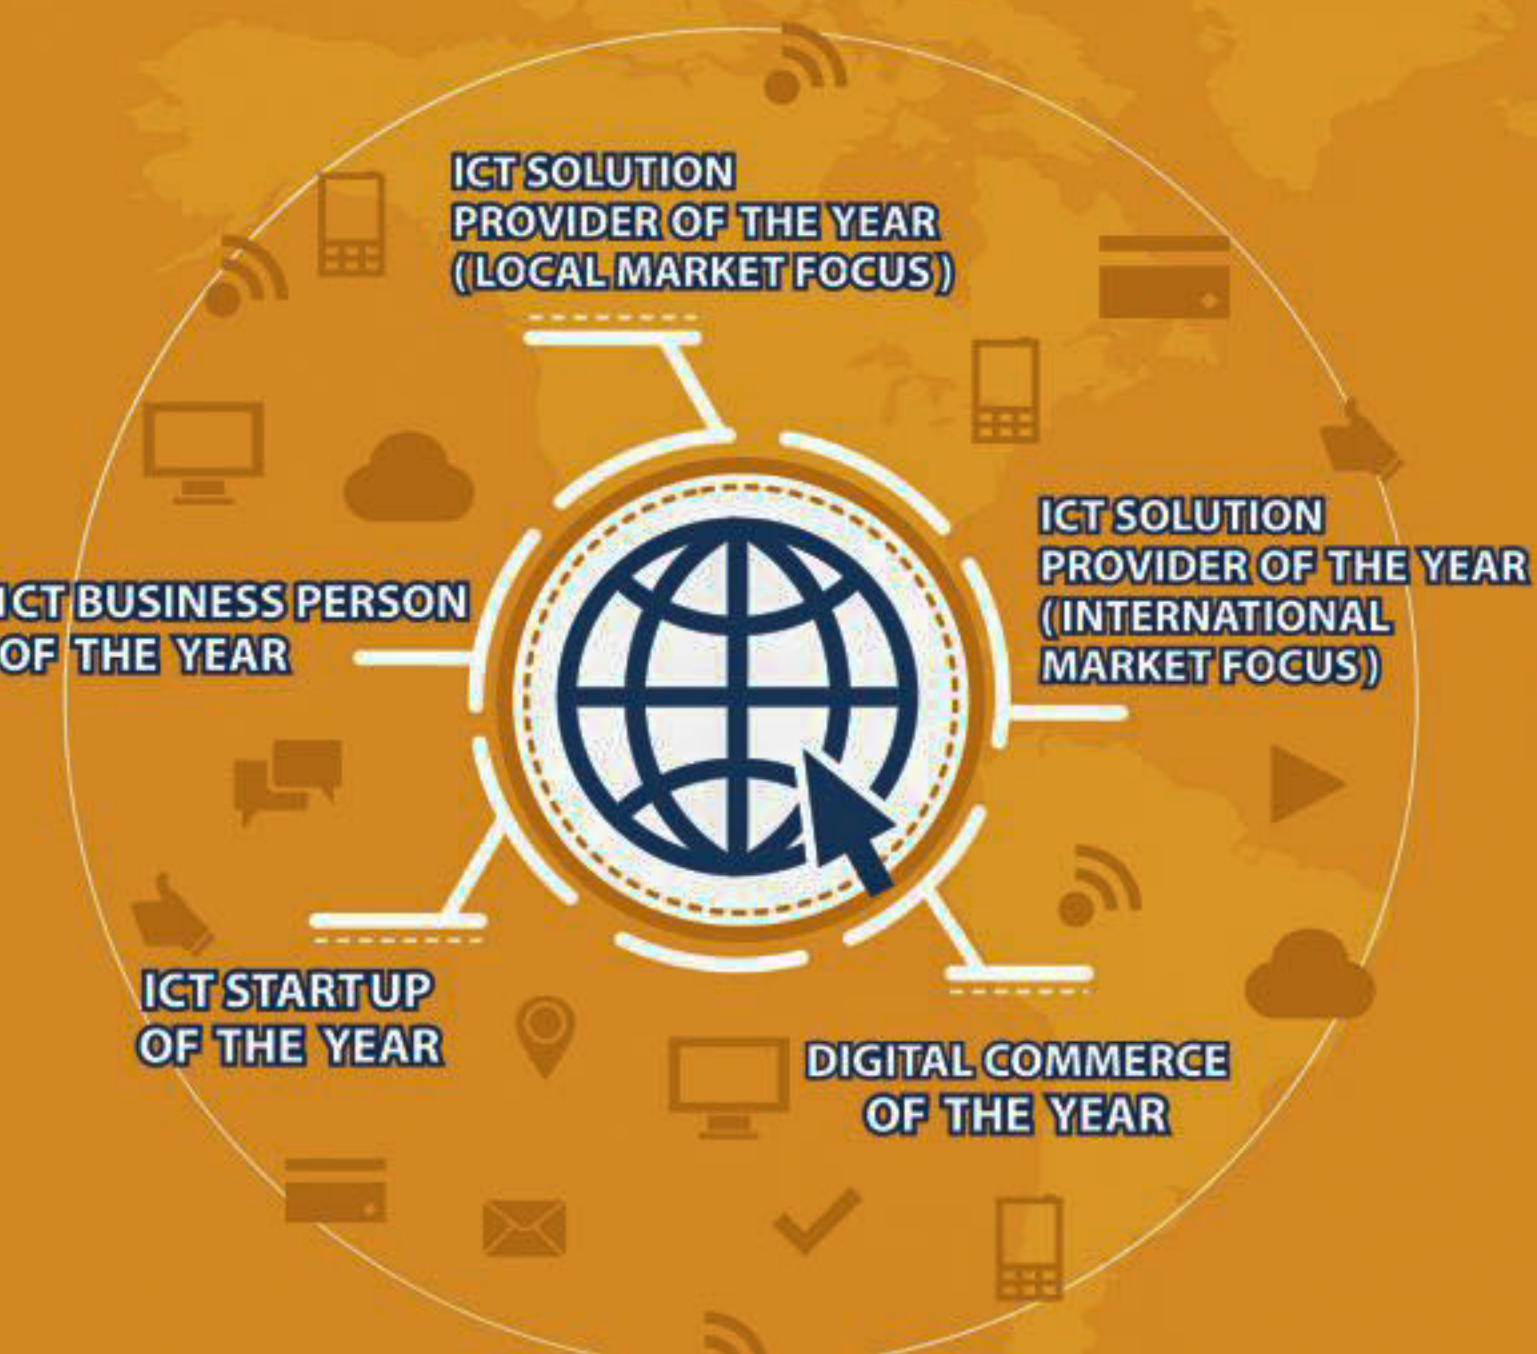 ICT SOLUTION
PROVIDER OF THE YEAR
(LOCAL MARKET FOCUS)
ICT SOLUTION
PROVIDER OF THE YEAR
(INTERNATIONAL
MARKET FOCUS)
ICT BUSINESS PERSON
OF THE YEAR
ICT STARTUP
OF THE YEAR
DIGITAL COMMERCE
OF THE YEAR